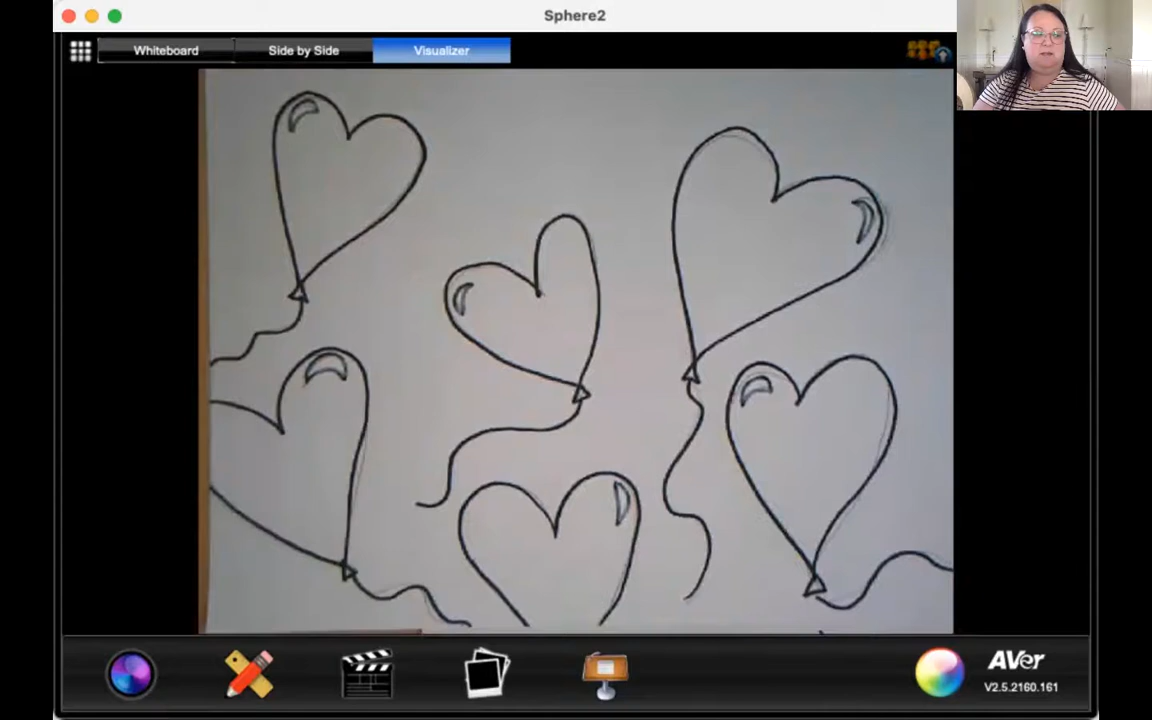 Sphere2
Whiteboard
Side by Side
Visualizer
AVer
V2.5.2160.161